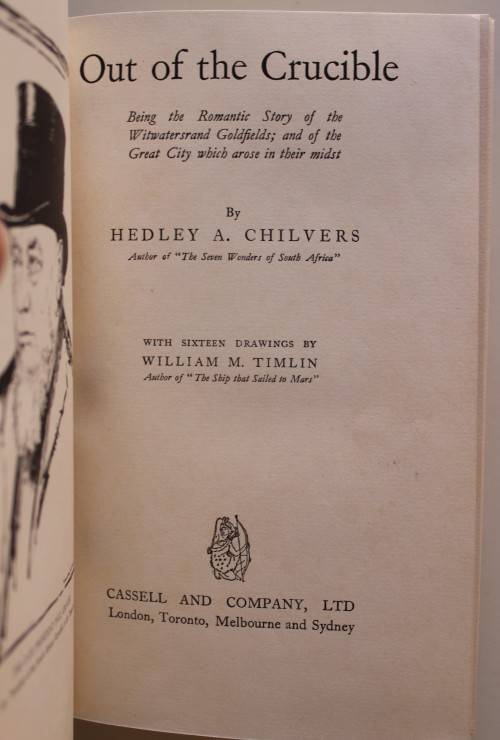 Out of the Crucible
Being the Romantic Story of the
Witwatersrand Goldfields; and of the
Great City which arose in their midst
By
HEDLEY A. CHILVERS
Author of "The Seven Wonders of South Africa"
WITH SIXTEEN DRAWINGS BY
WILLIAM M. TIMLIN
Author of "The Ship that Sailed to Mars"
CASSELL AND COMPANY, LTD
London, Toronto, Melbourne and Sydney